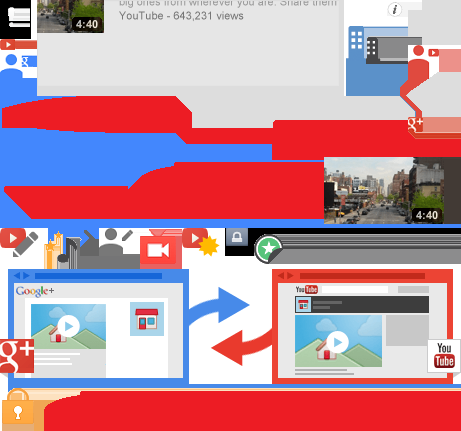 big ones from wherever you are. Share them
YouTube - 643,231 views
4:40
g+
g+
4:40
Google+
YouTube
g+
You
Tube